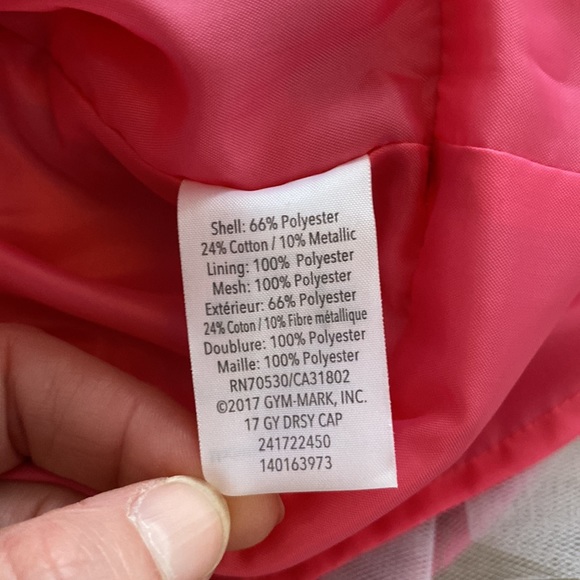 Shell: 66% Polyester
24% Cotton / 10% Metallic
Lining: 100% Polyester
Mesh: 100% Polyester
Extérieur: 66% Polyester
24% Coton / 10% Fibre métallique
Doublure: 100% Polyester
Maille: 100% Polyester
RN70530/CA31802
©2017 GYM-MARK, INC.
17 GY DRSY CAP
241722450
140163973